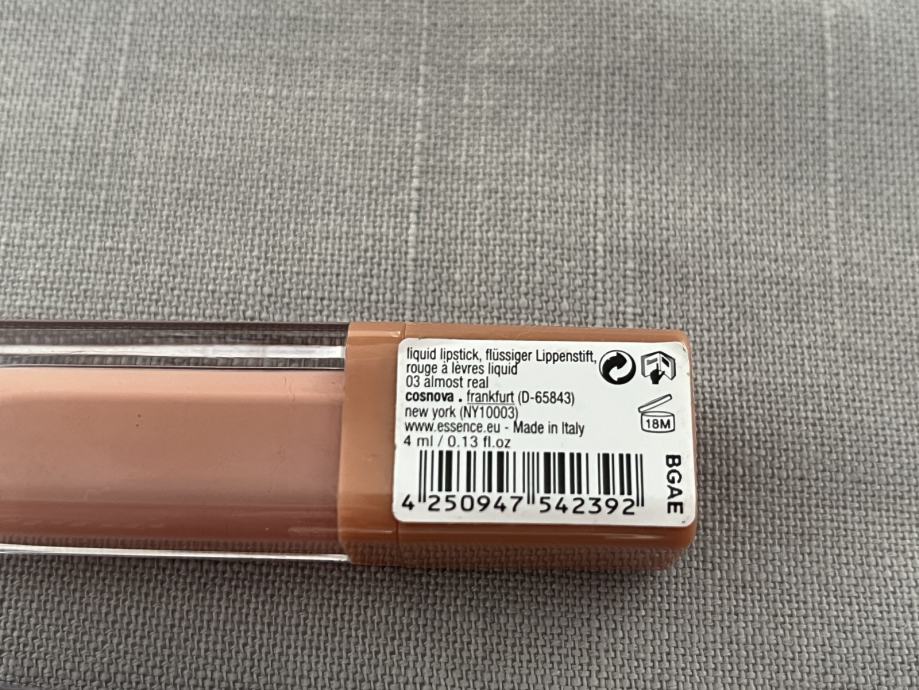 liquid lipstick, flüssiger Lippenstift,
rouge à lèvres liquid
03 almost real
cosnova . frankfurt (D-65843)
new york (NY10003)
www.essence.eu - Made in Italy
4 ml / 0.13 fl.oz
4 250947 542392
18M
BGAE